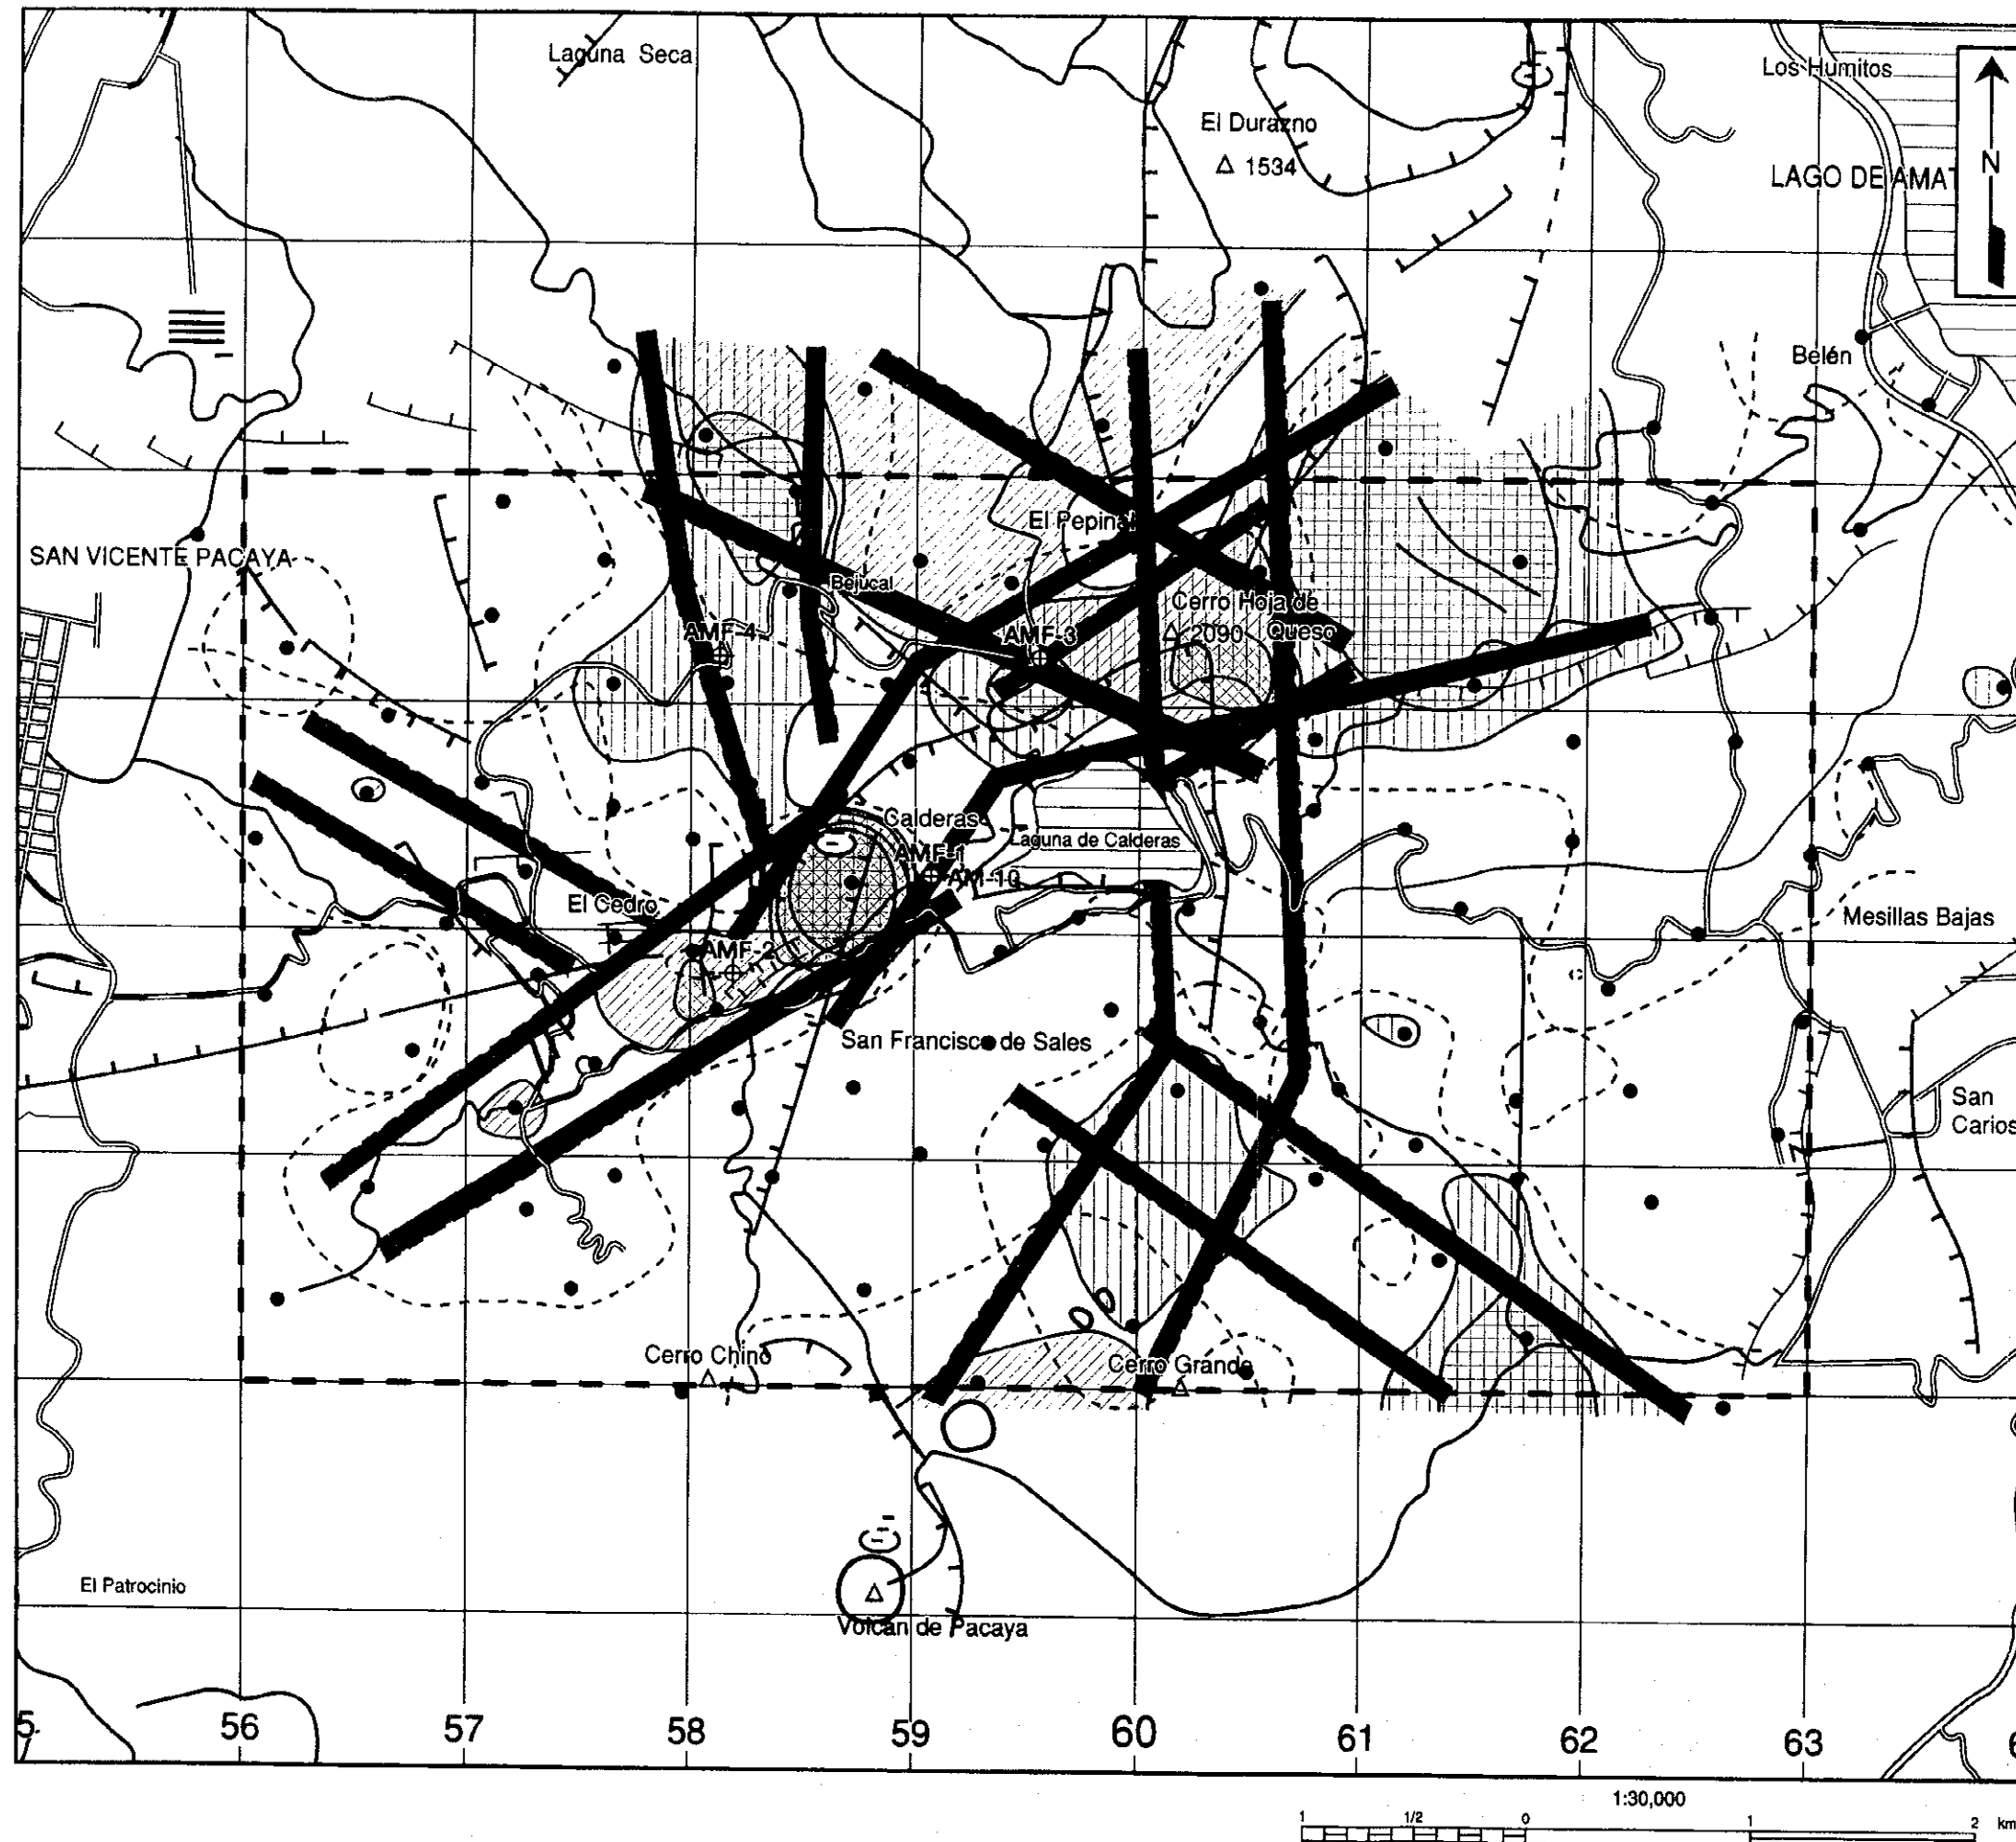 Laguna Seca
Los Humitos
El Durazno
△ 1534
N
LAGO DE AMAT
Belén
El Pepinal
SAN VICENTE PACAYA
Bejucal
Cerro Hoja de
AMF-4
AMF-3
△ 2090
Queso
Calderas
Laguna de Calderas
AMF-1
AM-10
El Cedro
Mesillas Bajas
AMF-2
San Francisco de Sales
San
Carlos
Cerro Chino
Cerro Grande
El Patrocinio
Volcán de Pacaya
56
57
58
59
60
61
62
63
1:30,000
1
1/2
0
1
2
km